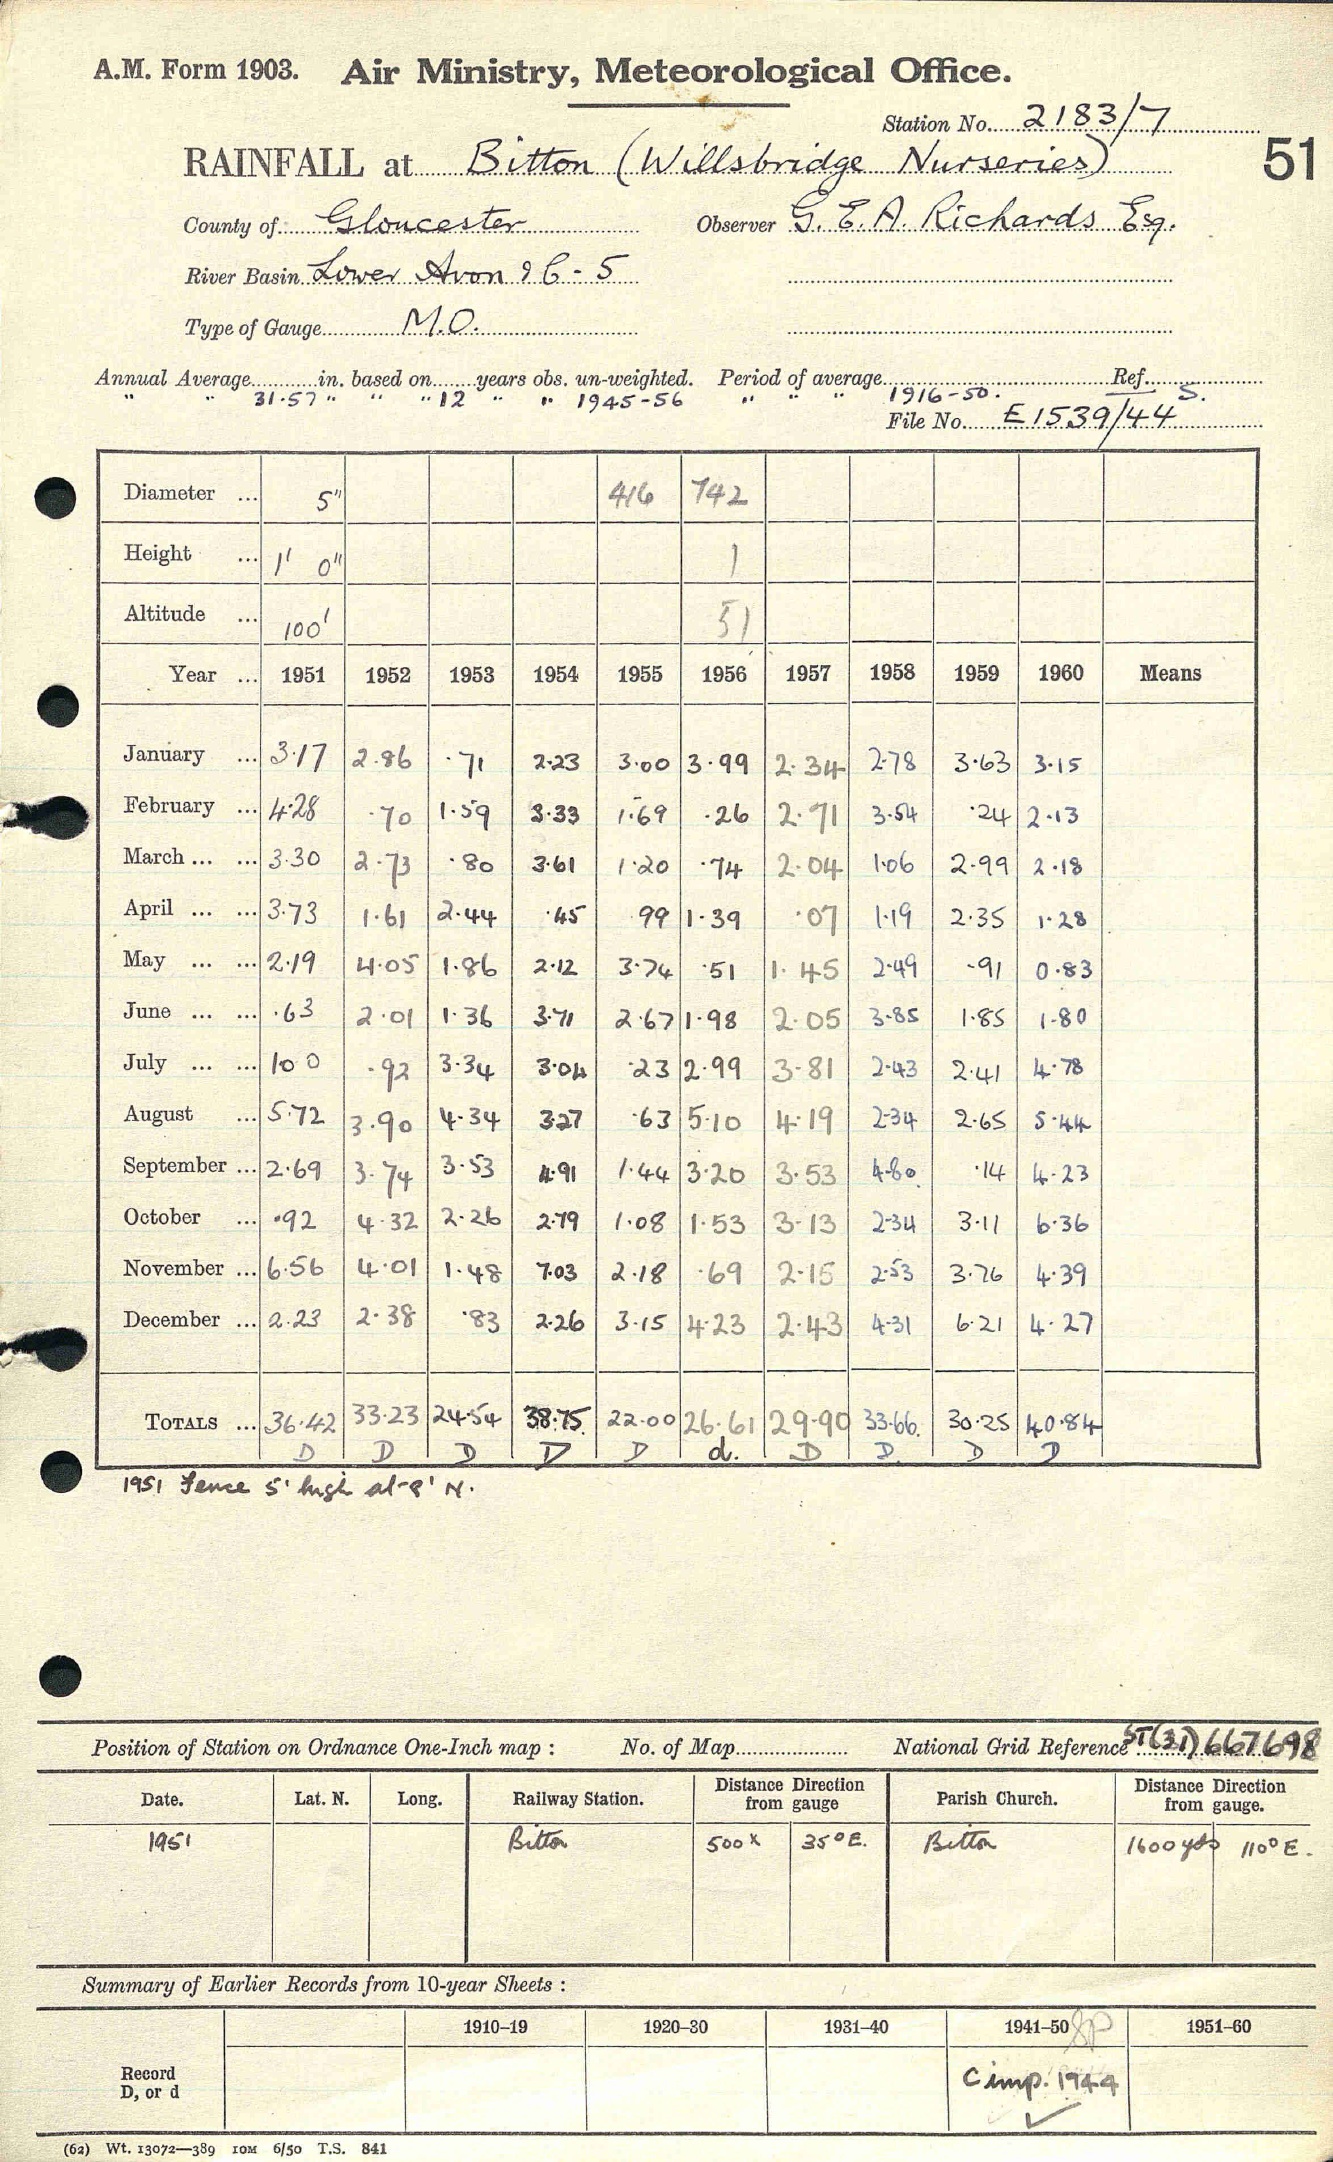 A.M. Form 1903. Air Ministry, Meteorological Office.
Station No. 2183/7
RAINFALL at Bitton (Willsbridge Nurseries) 51
County of Gloucester Observer G. E. A. Richards Esq.
River Basin Lower Avon 9 6-5
Type of Gauge M.O.
Annual Average in. based on years obs. un-weighted. Period of average Ref.
" " 31.57 " " " 12 " " 1945-56 " " " 1916-50. S.
File No. E1539/44
Diameter ... 5" 416 742
Height ... 1' 0" 1
Altitude ... 100' 51
Year ... 1951 1952 1953 1954 1955 1956 1957 1958 1959 1960 Means
January ... 3.17 2.86 .71 2.23 3.00 3.99 2.34 2.78 3.63 3.15
February ... 4.28 .70 1.59 3.33 1.69 .26 2.71 3.54 .24 2.13
March ... ... 3.30 2.73 .80 3.61 1.20 .74 2.04 1.06 2.99 2.18
April ... ... 3.73 1.61 2.44 .45 .99 1.39 .07 1.19 2.35 1.28
May ... ... 2.19 4.05 1.86 2.12 3.74 .51 1.45 2.49 .91 0.83
June ... ... .63 2.01 1.36 3.71 2.67 1.98 2.05 3.85 1.85 1.80
July ... ... 1.00 .92 3.34 3.04 .23 2.99 3.81 2.43 2.41 4.78
August ... 5.72 3.90 4.34 3.27 .63 5.10 4.19 2.34 2.65 5.44
September ... 2.69 3.74 3.53 4.91 1.44 3.20 3.53 4.80 .14 4.23
October ... .92 4.32 2.26 2.79 1.08 1.53 3.13 2.34 3.11 6.36
November ... 6.56 4.01 1.48 7.03 2.18 .69 2.15 2.53 3.76 4.39
December ... 2.23 2.38 .83 2.26 3.15 4.23 2.43 4.31 6.21 4.27
TOTALS ... 36.42 33.23 24.54 38.75 22.00 26.61 29.90 33.66 30.25 40.84
D D D D D d. D D. D D
1951 Fence 5' high at 8' N.
Position of Station on Ordnance One-Inch map : No. of Map National Grid Reference ST(31)667698
Date. Lat. N. Long. Railway Station. Distance from gauge Direction Parish Church. Distance from gauge. Direction
1951 Bitton 500 x 35° E. Bitton 1600 yds 110° E.
Summary of Earlier Records from 10-year Sheets :
1910–19 1920–30 1931–40 1941–50 1951–60
Record D, or d C imp. 1944
(62) Wt. 13072—389 10M 6/50 T.S. 841